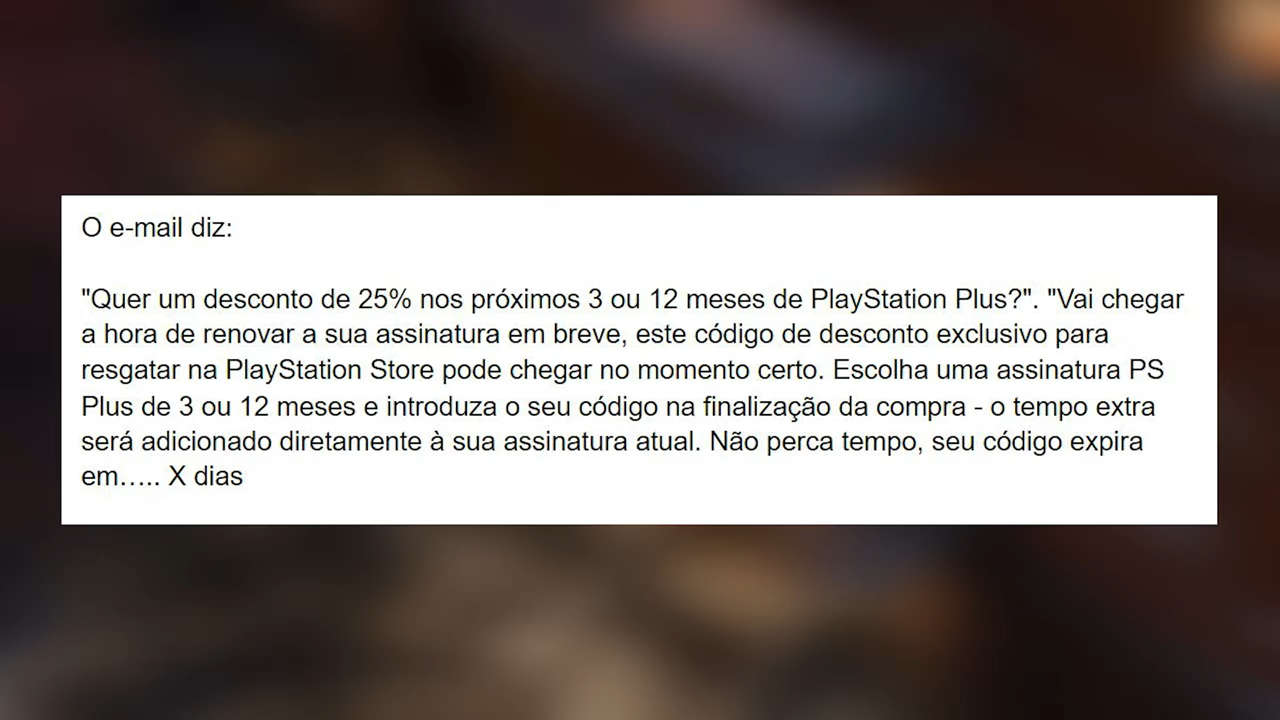 O e-mail diz:
"Quer um desconto de 25% nos próximos 3 ou 12 meses de PlayStation Plus?". "Vai chegar
a hora de renovar a sua assinatura em breve, este código de desconto exclusivo para
resgatar na PlayStation Store pode chegar no momento certo. Escolha uma assinatura PS
Plus de 3 ou 12 meses e introduza o seu código na finalização da compra - o tempo extra
será adicionado diretamente à sua assinatura atual. Não perca tempo, seu código expira
em….. X dias